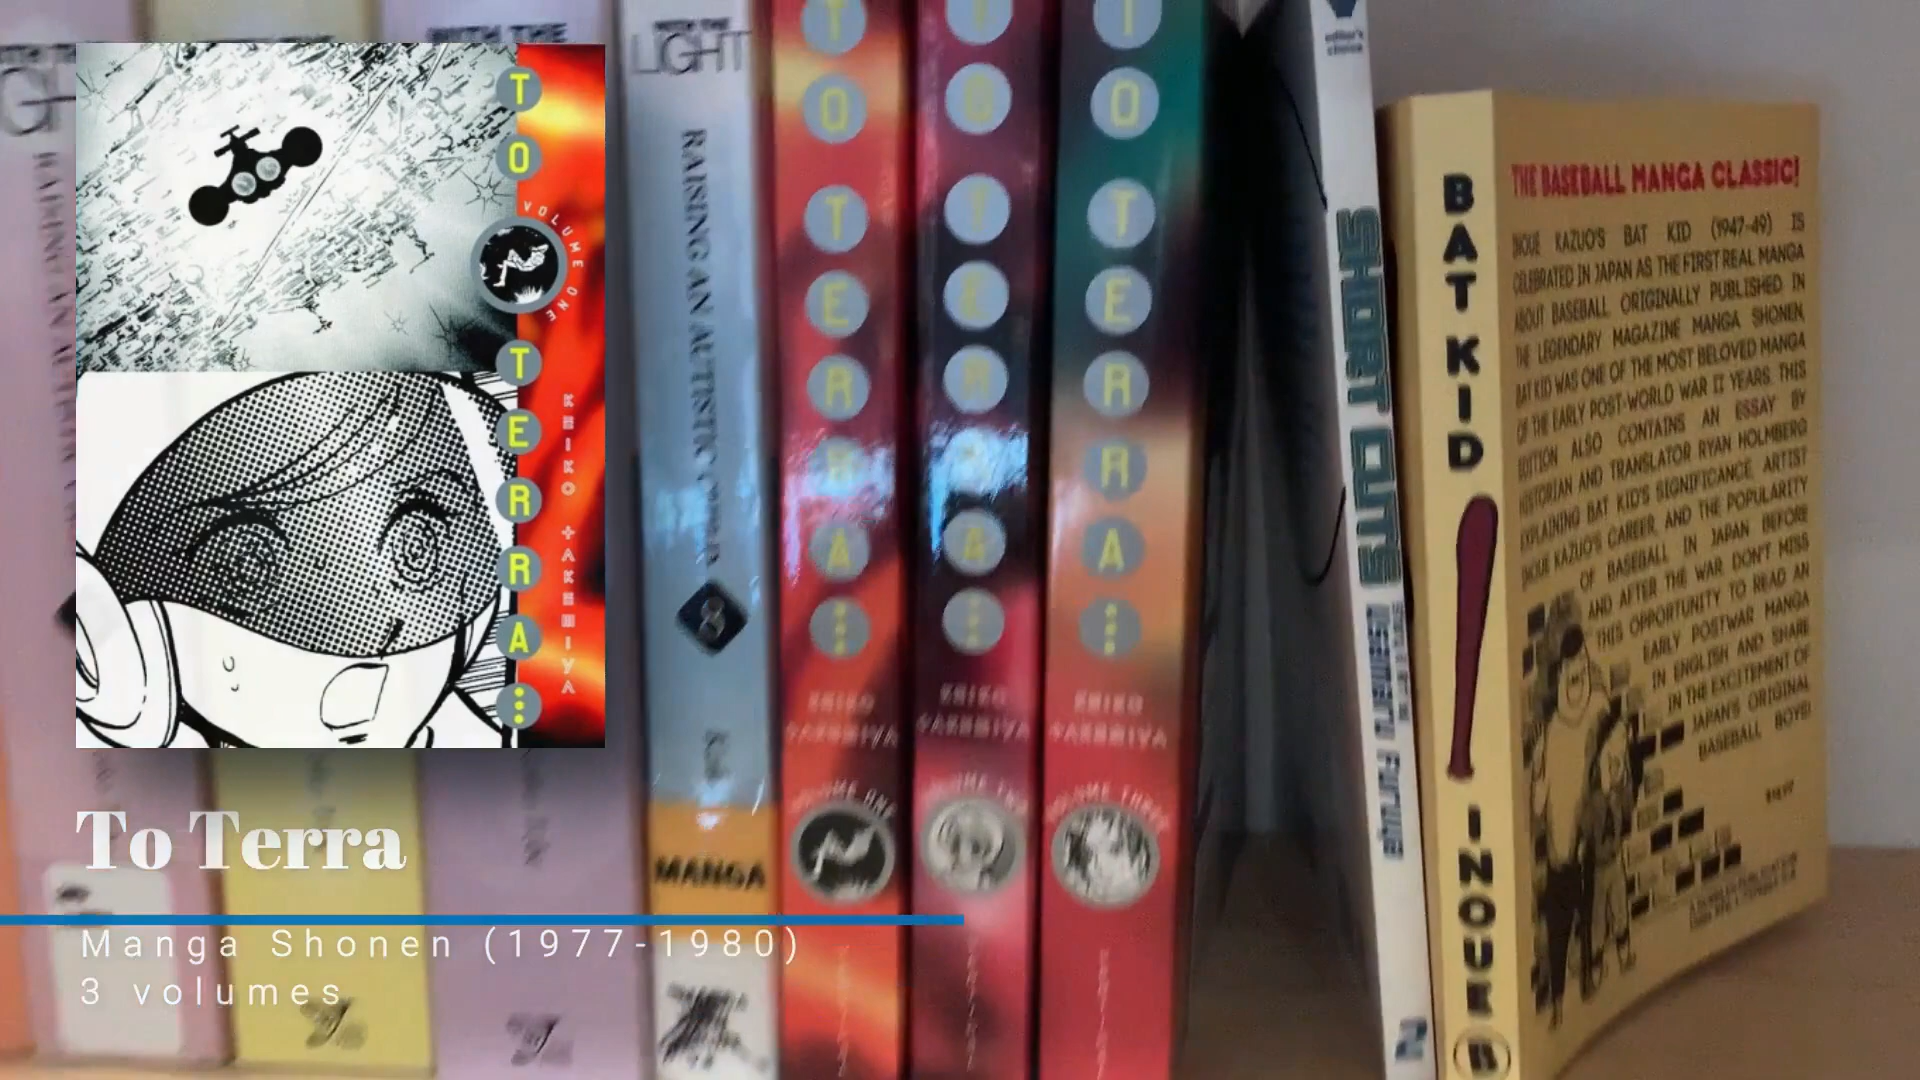 TO TERRA...
VOLUME ONE
KEIKO TAKEMIYA
To Terra
Manga Shonen (1977-1980)
3 volumes
WITH THE
WITH THE
LIGHT
RAISING AN AUTISTIC CHILD
MANGA
TO TERRA...
KEIKO
TAKEMIYA
VOLUME ONE
TO TERRA...
KEIKO
TAKEMIYA
VOLUME TWO
TO TERRA...
KEIKO
TAKEMIYA
VOLUME THREE
editor's
choice
SHORT CUTS
2
BAT KID
INOUE
THE BASEBALL MANGA CLASSIC!
INOUE KAZUO'S BAT KID (1947-49) IS
CELEBRATED IN JAPAN AS THE FIRST REAL MANGA
ABOUT BASEBALL. ORIGINALLY PUBLISHED IN
THE LEGENDARY MAGAZINE MANGA SHONEN,
BAT KID WAS ONE OF THE MOST BELOVED MANGA
OF THE EARLY POST-WORLD WAR II YEARS. THIS
EDITION ALSO CONTAINS AN ESSAY BY
HISTORIAN AND TRANSLATOR RYAN HOLMBERG
EXPLAINING BAT KID'S SIGNIFICANCE, ARTIST
INOUE KAZUO'S CAREER, AND THE POPULARITY
OF BASEBALL IN JAPAN BEFORE
AND AFTER THE WAR. DON'T MISS
THIS OPPORTUNITY TO READ AN
EARLY POSTWAR MANGA
IN ENGLISH AND SHARE
IN THE EXCITEMENT OF
JAPAN'S ORIGINAL
BASEBALL BOYS!